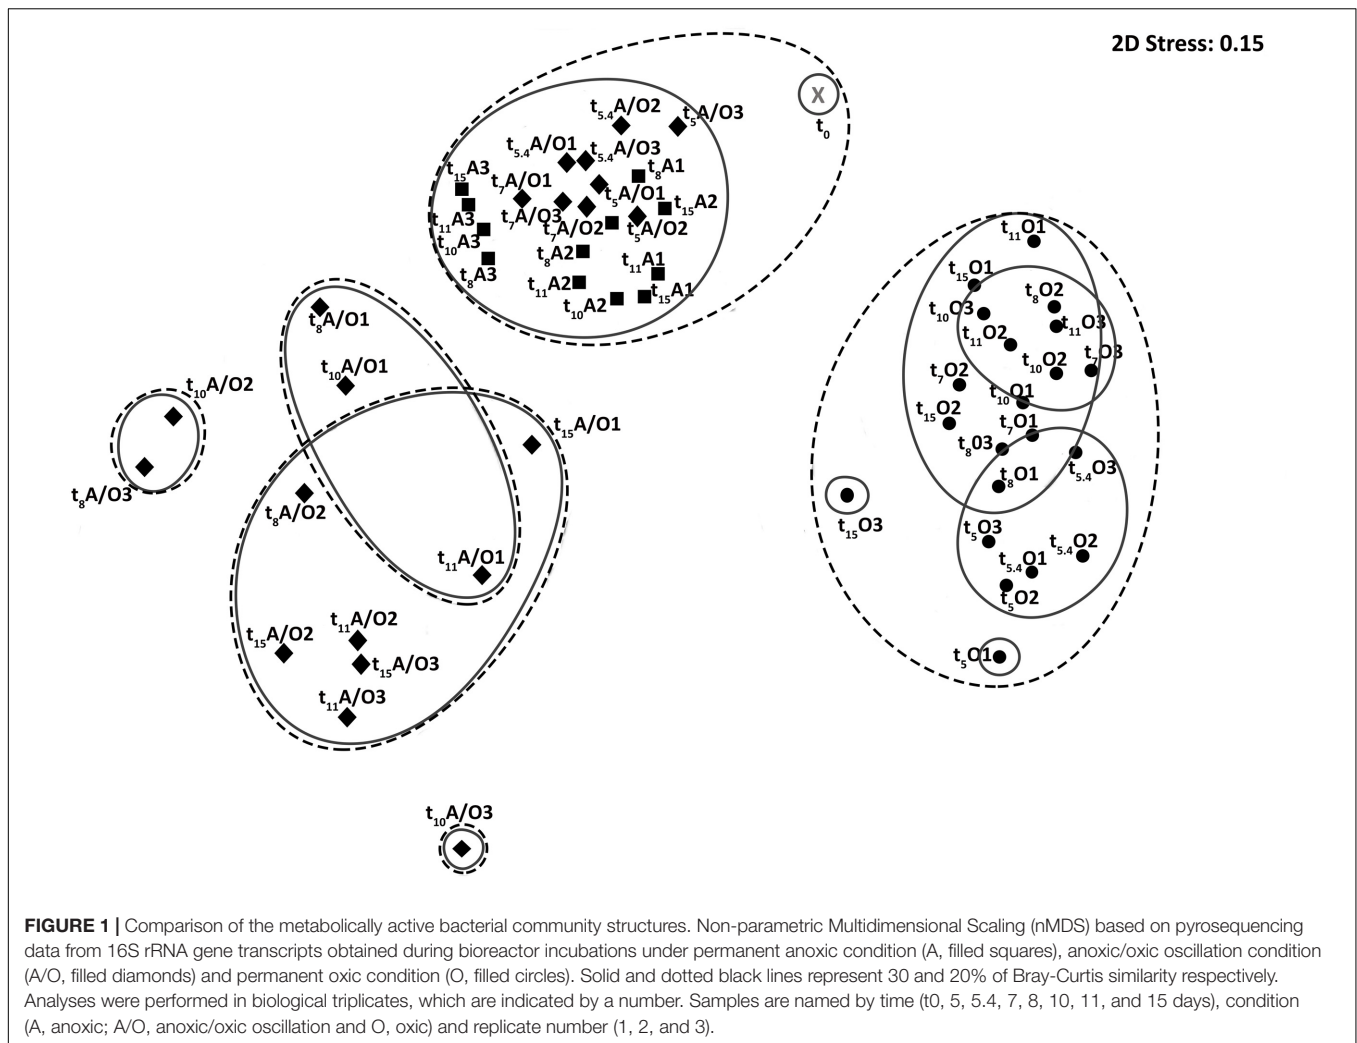 2D Stress: 0.15
X
t0
t5.4A/O2
t5A/O3
t5.4A/O1
t5.4A/O3
t15A3
t8A1
t7A/O1
t5A/O1
t15A2
t11A3
t7A/O3
t7A/O2
t5A/O2
t10A3
t8A2
t11A1
t8A3
t11A2
t15A1
t10A2
t11O1
t15O1
t8O2
t10O3
t11O3
t11O2
t7O3
t10O2
t7O2
t10O1
t15O2
t7O1
t803
t5.4O3
t8O1
t15O3
t5O3
t5.4O2
t5.4O1
t5O2
t5O1
t8A/O1
t10A/O1
t10A/O2
t15A/O1
t8A/O3
t8A/O2
t11A/O1
t11A/O2
t15A/O2
t15A/O3
t11A/O3
t10A/O3
FIGURE 1 | Comparison of the metabolically active bacterial community structures. Non-parametric Multidimensional Scaling (nMDS) based on pyrosequencing
data from 16S rRNA gene transcripts obtained during bioreactor incubations under permanent anoxic condition (A, filled squares), anoxic/oxic oscillation condition
(A/O, filled diamonds) and permanent oxic condition (O, filled circles). Solid and dotted black lines represent 30 and 20% of Bray-Curtis similarity respectively.
Analyses were performed in biological triplicates, which are indicated by a number. Samples are named by time (t0, 5, 5.4, 7, 8, 10, 11, and 15 days), condition
(A, anoxic; A/O, anoxic/oxic oscillation and O, oxic) and replicate number (1, 2, and 3).